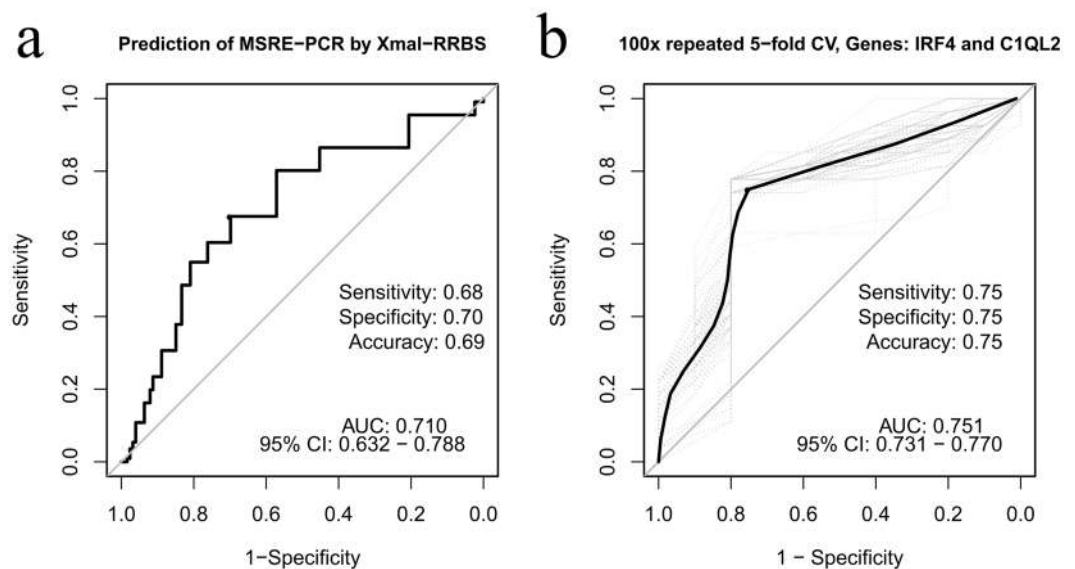 a
Prediction of MSRE−PCR by Xmal−RRBS
Sensitivity
1.0
0.8
0.6
0.4
0.2
0.0
Sensitivity: 0.68
Specificity: 0.70
Accuracy: 0.69
AUC: 0.710
95% CI: 0.632 − 0.788
1.0 0.8 0.6 0.4 0.2 0.0
1−Specificity
b
100x repeated 5−fold CV, Genes: IRF4 and C1QL2
Sensitivity
1.0
0.8
0.6
0.4
0.2
0.0
Sensitivity: 0.75
Specificity: 0.75
Accuracy: 0.75
AUC: 0.751
95% CI: 0.731 − 0.770
1.0 0.8 0.6 0.4 0.2 0.0
1 − Specificity